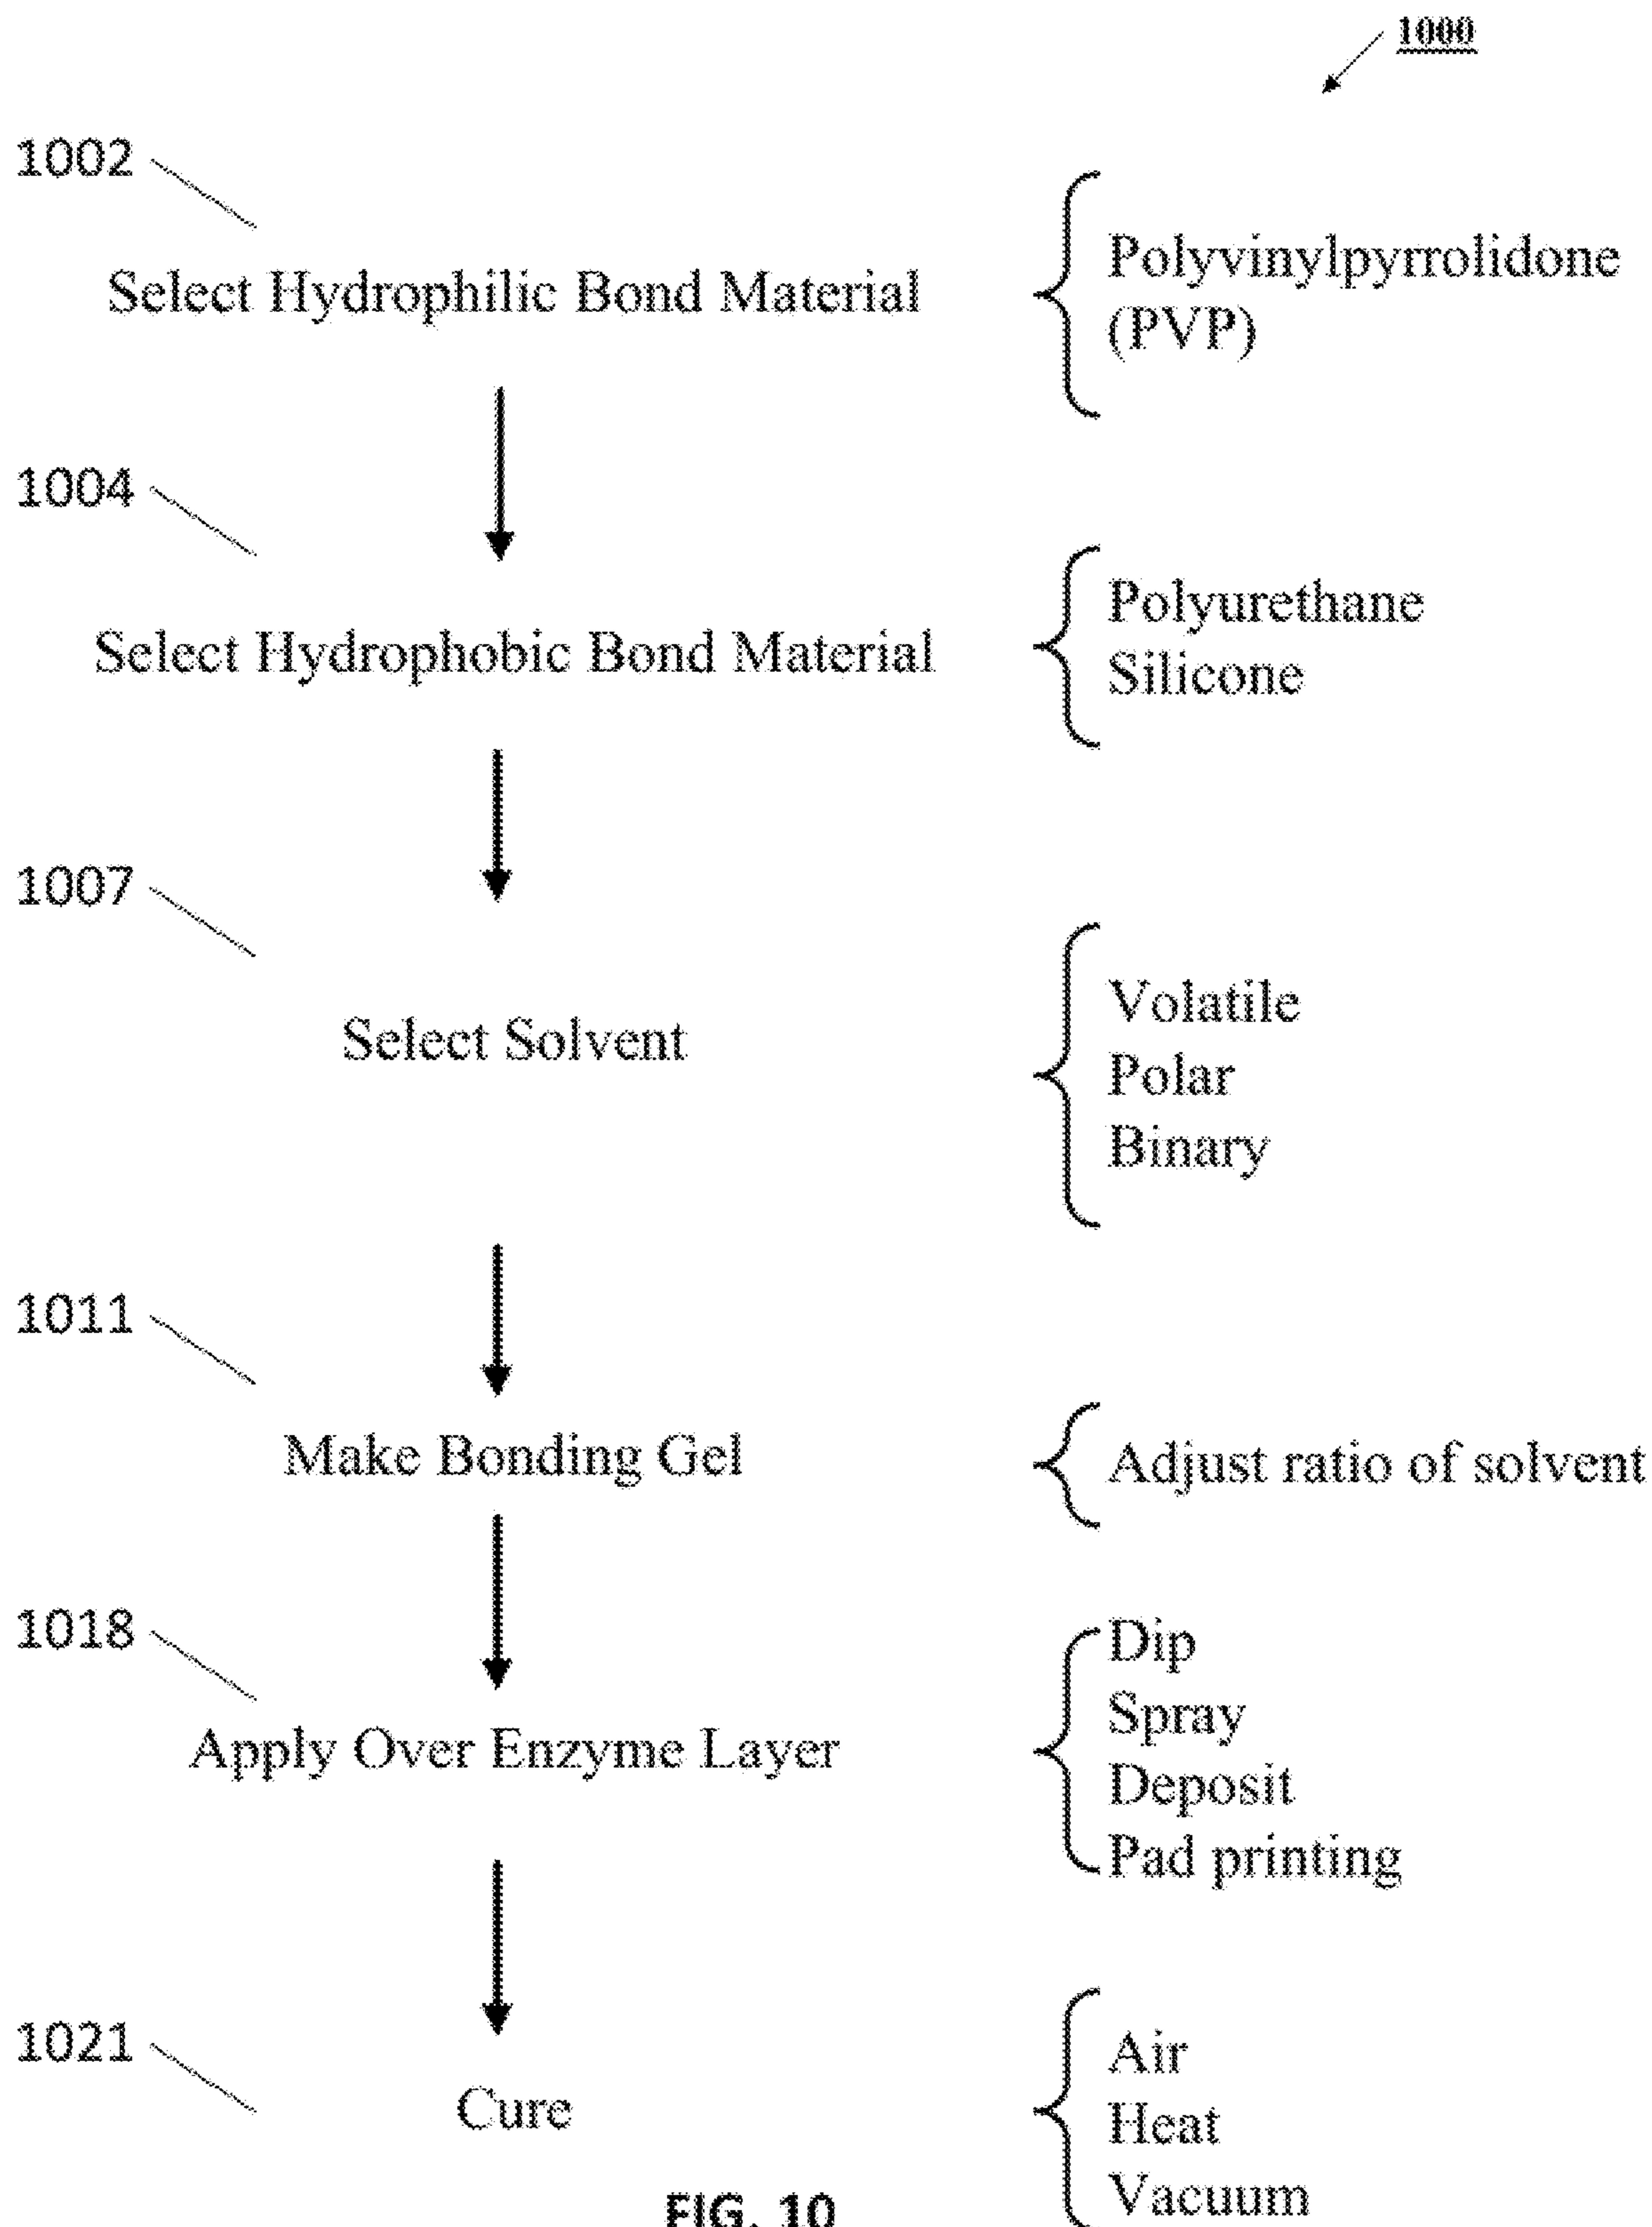 1000
1002
Select Hydrophilic Bond Material
Polyvinylpyrrolidone
(PVP)
1004
Select Hydrophobic Bond Material
Polyurethane
Silicone
1007
Select Solvent
Volatile
Polar
Binary
1011
Make Bonding Gel
Adjust ratio of solvent
1018
Apply Over Enzyme Layer
Dip
Spray
Deposit
Pad printing
1021
Cure
Air
Heat
Vacuum
FIG. 10